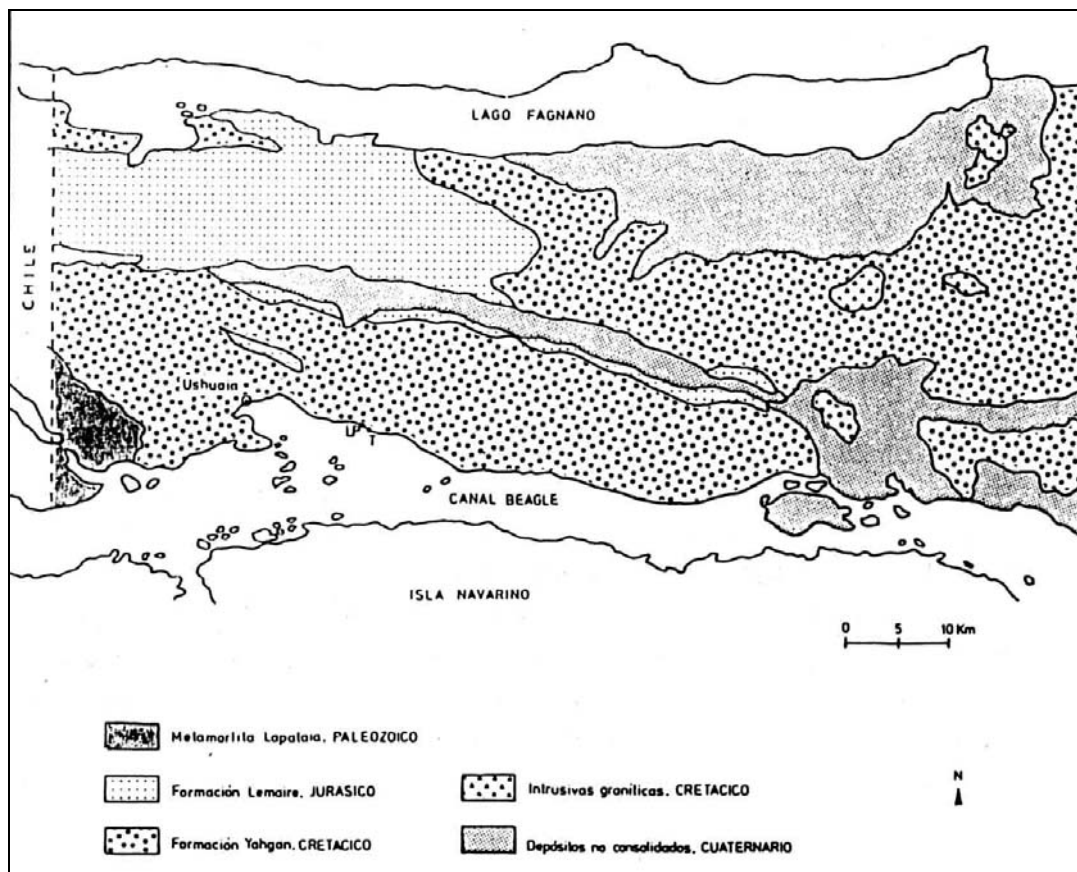 LAGO FAGNANO
CHILE
Ushuaia
CANAL BEAGLE
ISLA NAVARINO
0 5 10 Km
Metamorfita Lapataia, PALEOZOICO
Formación Lemaire, JURASICO
Formación Yahgan, CRETACICO
Intrusivas graníticas, CRETACICO
Depósitos no consolidados, CUATERNARIO
N